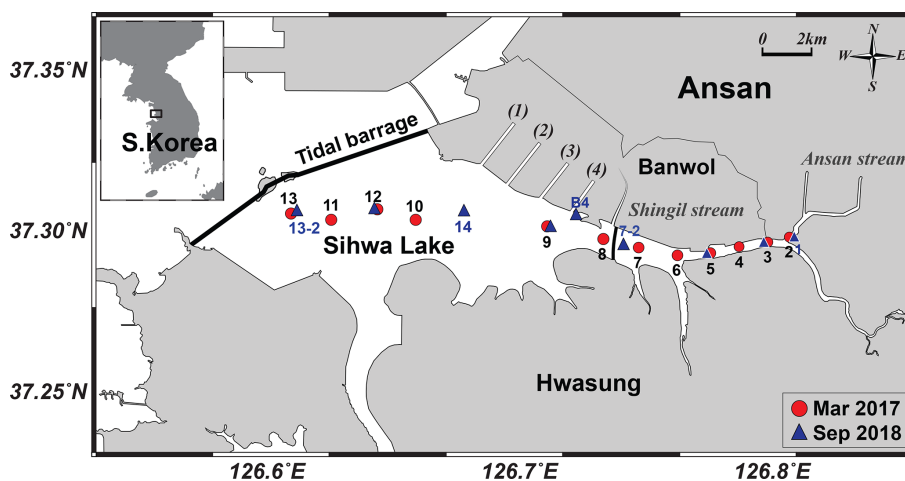 37.35˚N
37.30˚N
37.25˚N
126.6˚E
126.7˚E
126.8˚E
S.Korea
0 2km
N
W E
S
Ansan
Tidal barrage
(1)
(2)
(3)
(4)
Banwol
Ansan stream
Shingil stream
B4
13
11
12
10
13-2
14
Sihwa Lake
9
8
7-2
7
6
5
4
3
2
1
Hwasung
Mar 2017
Sep 2018